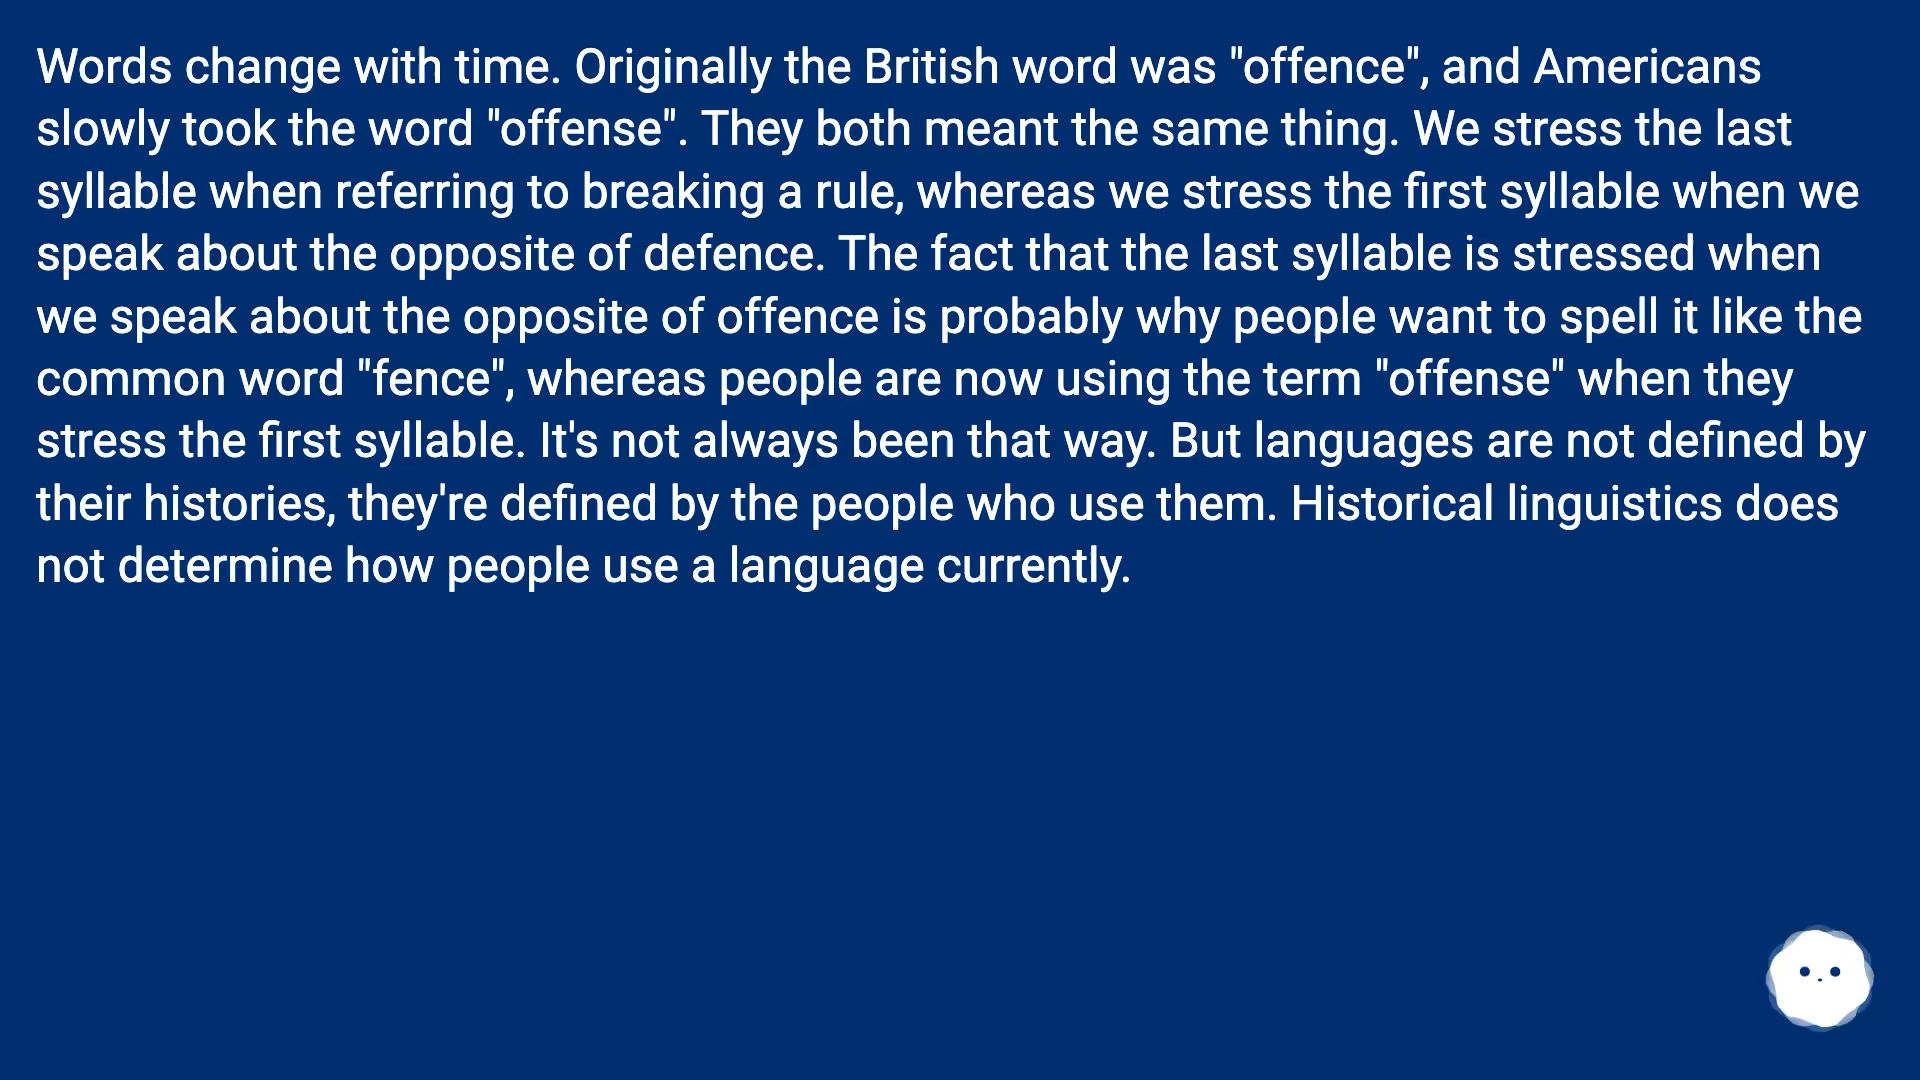 Words change with time. Originally the British word was "offence", and Americans
slowly took the word "offense". They both meant the same thing. We stress the last
syllable when referring to breaking a rule, whereas we stress the first syllable when we
speak about the opposite of defence. The fact that the last syllable is stressed when
we speak about the opposite of offence is probably why people want to spell it like the
common word "fence", whereas people are now using the term "offense" when they
stress the first syllable. It's not always been that way. But languages are not defined by
their histories, they're defined by the people who use them. Historical linguistics does
not determine how people use a language currently.